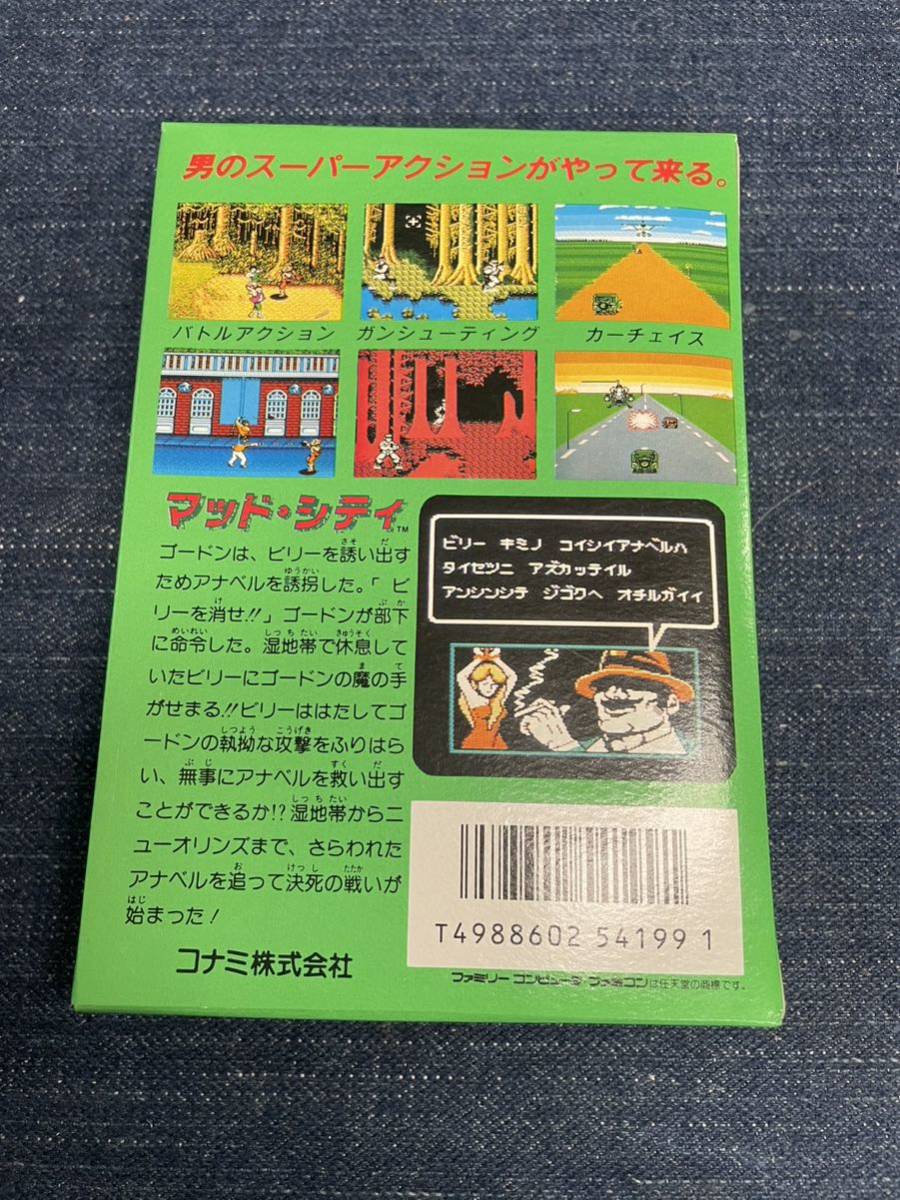 男のスーパーアクションがやって来る。
バトルアクション
ガンシューティング
カーチェイス
マッド・シティ™
ゴードンは、ビリーを誘い出す
ためアナベルを誘拐した。「ビ
リーを消せ!!」ゴードンが部下
に命令した。湿地帯で休息して
いたビリーにゴードンの魔の手
がせまる!!ビリーははたしてゴ
ードンの執拗な攻撃をふりはら
い、無事にアナベルを救い出す
ことができるか!?湿地帯からニ
ューオリンズまで、さらわれた
アナベルを追って決死の戦いが
始まった!
コナミ株式会社
ビリー キミノ コイシイアナベルハ
タイセツニ アズカッテイル
アンシンシテ ジゴクヘ オチルガイイ
T4988602 541991
ファミリーコンピュータ・ファミコンは任天堂の商標です。